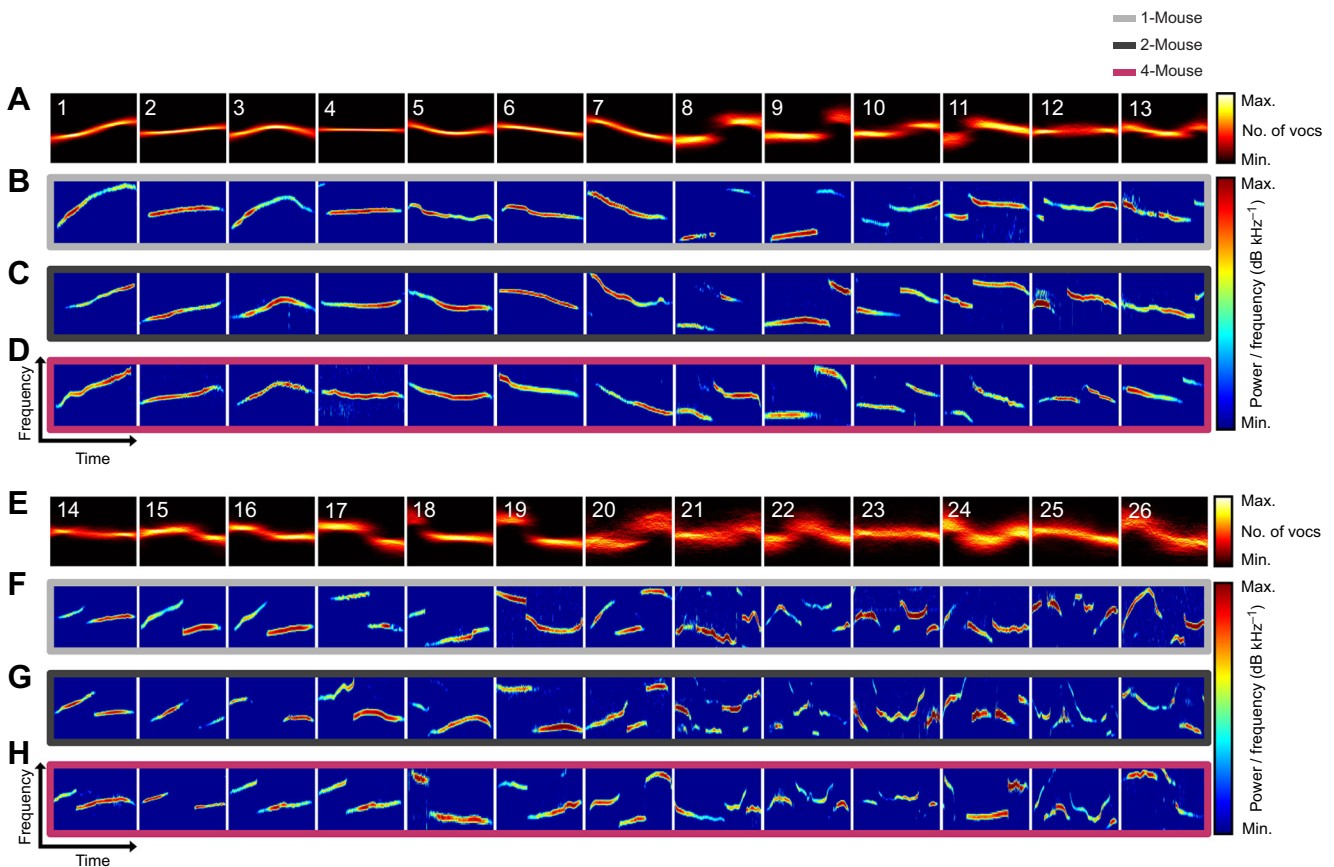 1-Mouse
2-Mouse
4-Mouse
A
1 2 3 4 5 6 7 8 9 10 11 12 13
Max.
No. of vocs
Min.
B
Max.
Power / frequency (dB kHz⁻¹)
Min.
C
D
Frequency
Time
E
14 15 16 17 18 19 20 21 22 23 24 25 26
Max.
No. of vocs
Min.
F
Max.
Power / frequency (dB kHz⁻¹)
Min.
G
H
Frequency
Time